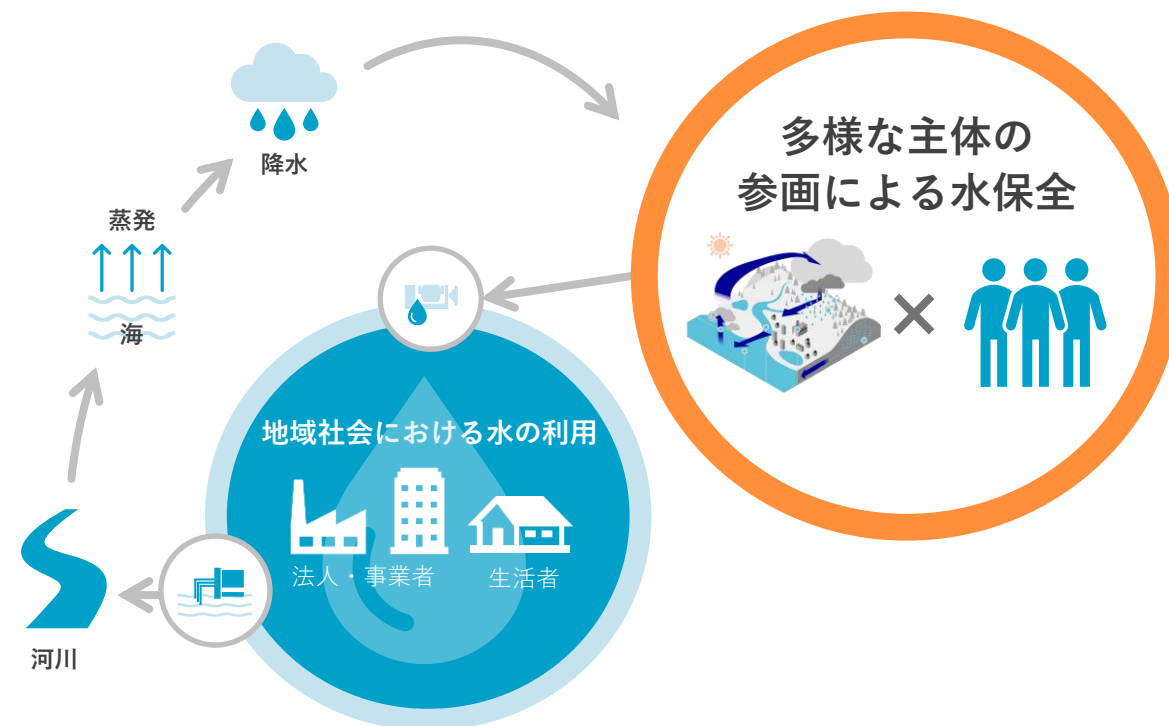 降水
多様な主体の
参画による水保全
蒸発
海
地域社会における水の利用
法人・事業者
生活者
河川